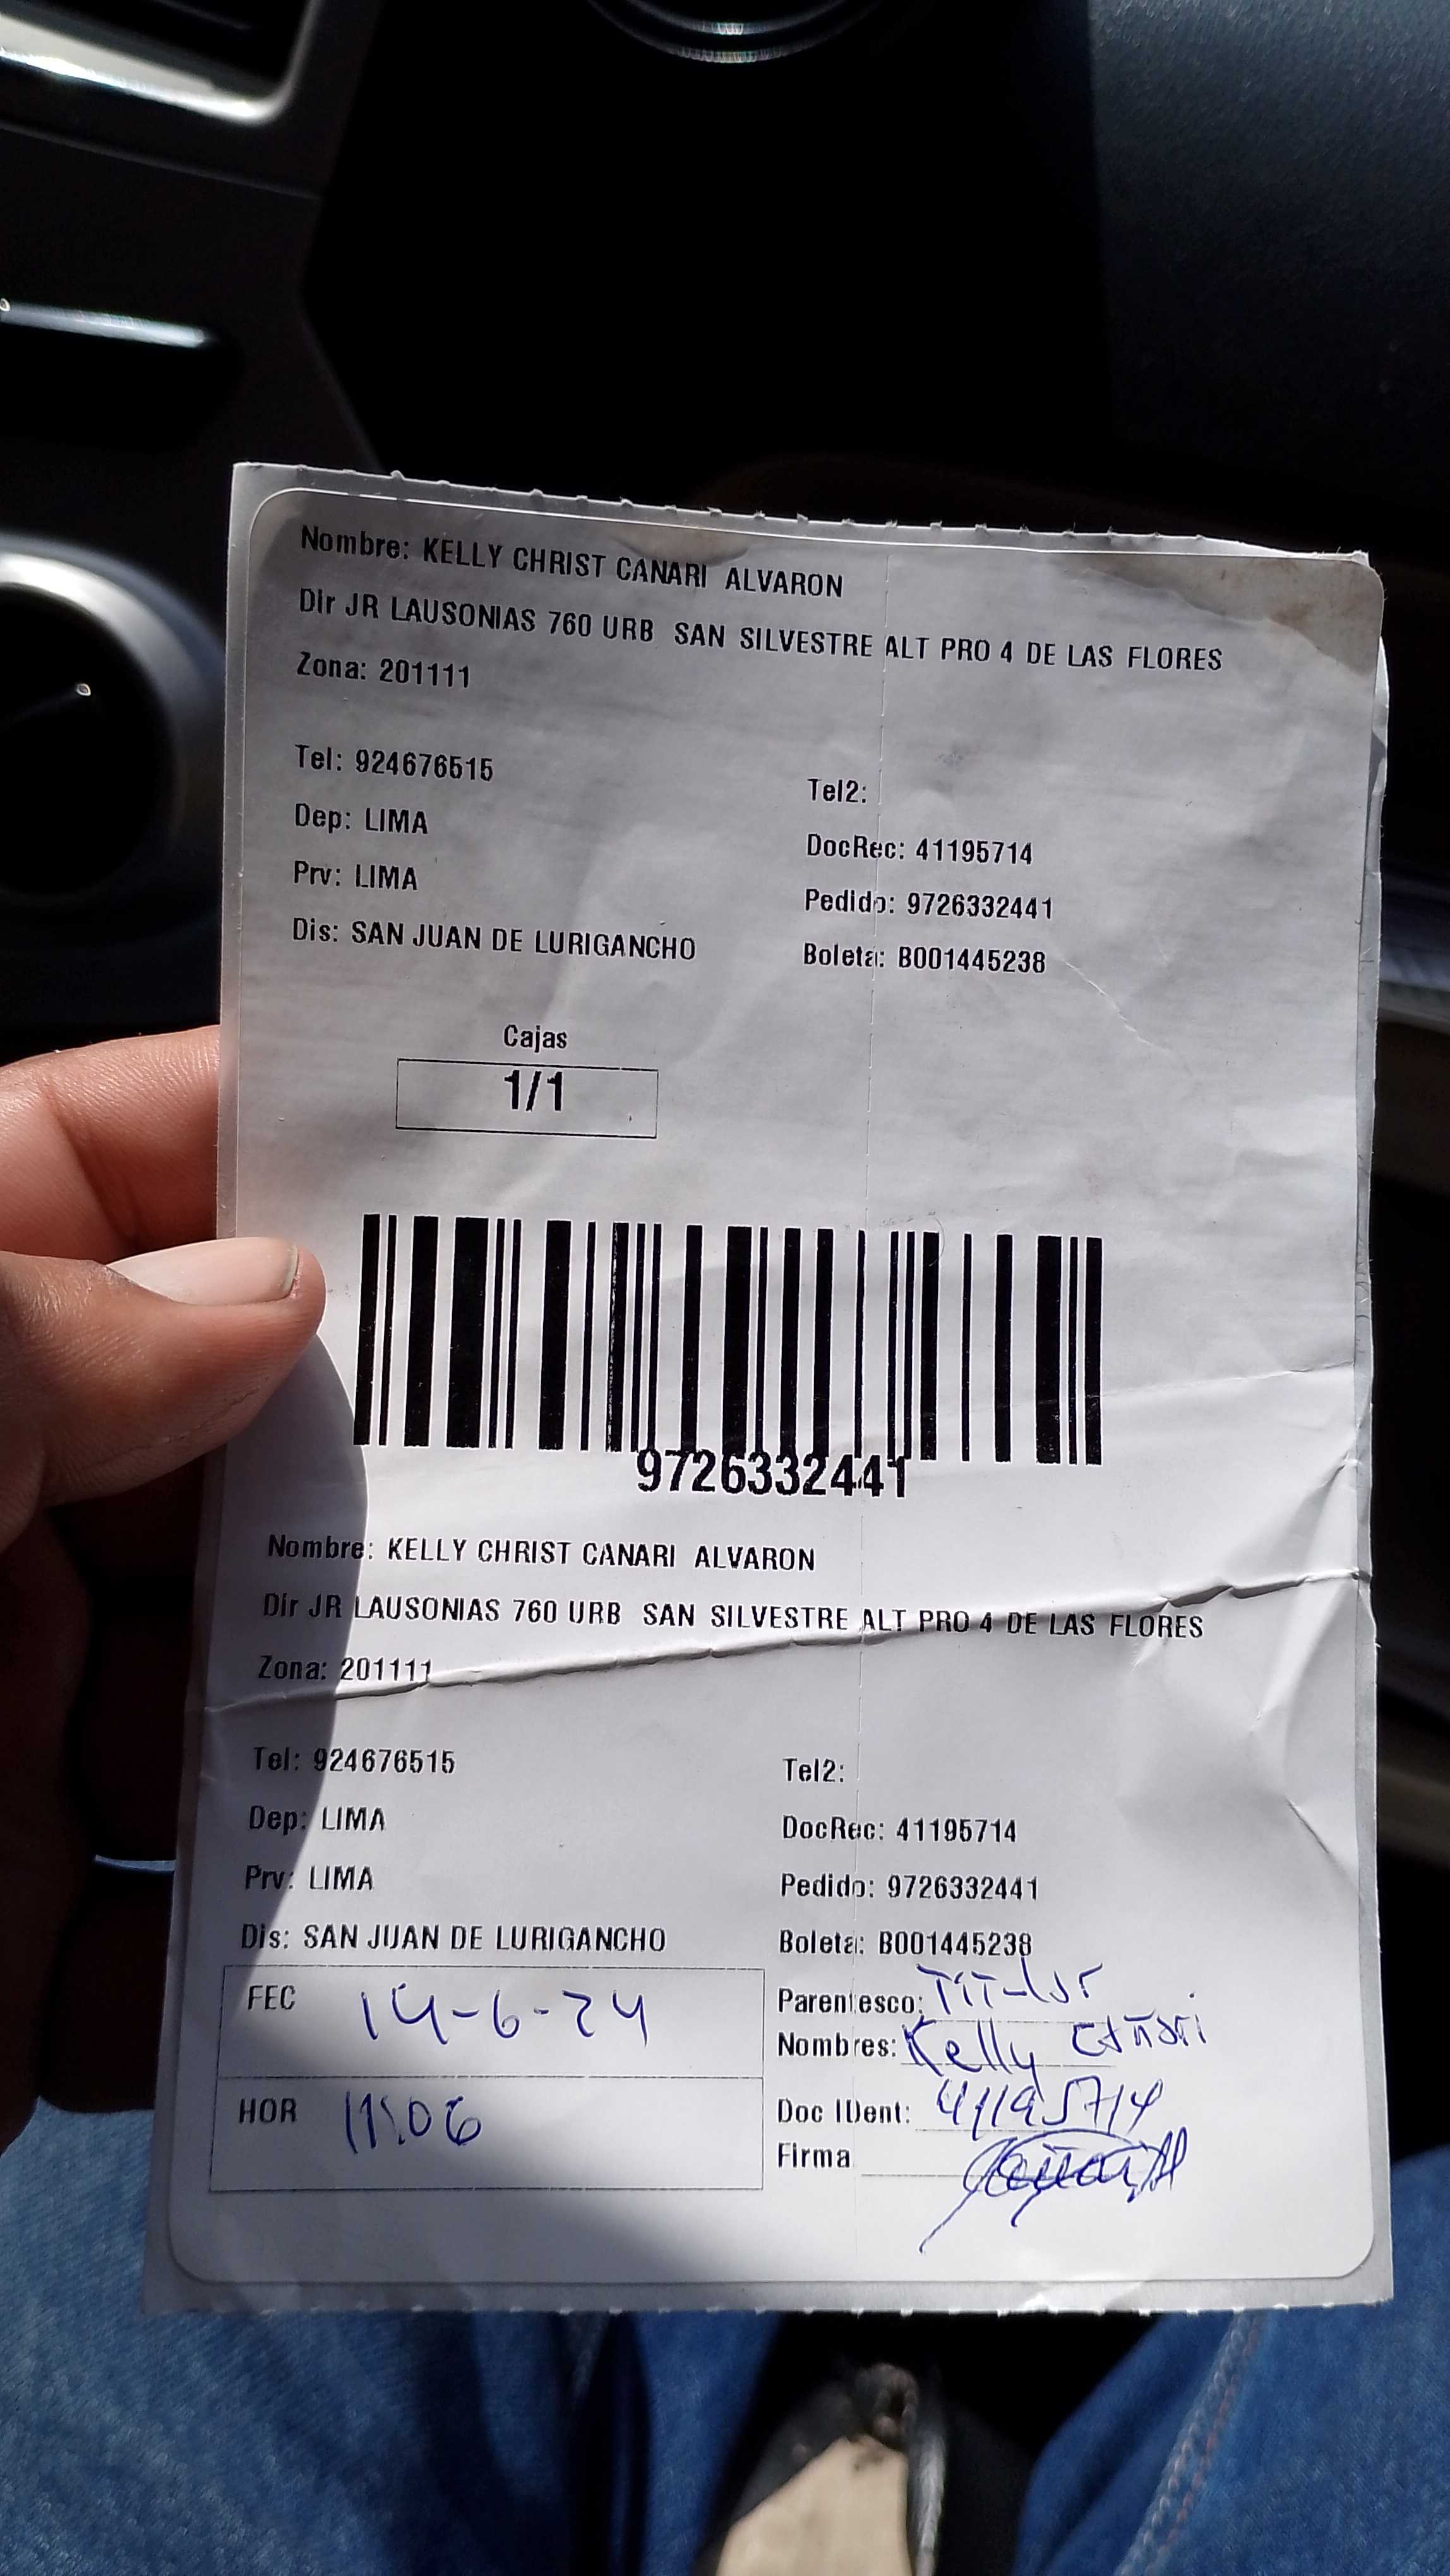 Nombre: KELLY CHRIST CANARI ALVARON
Dir JR LAUSONIAS 760 URB SAN SILVESTRE ALT PRO 4 DE LAS FLORES
Zona: 201111
Tel: 924676515
Tel2:
Dep: LIMA
DocRec: 41195714
Prv: LIMA
Pedido: 9726332441
Dis: SAN JUAN DE LURIGANCHO
Boleta: B001445238
Cajas
1/1
9726332441
Nombre: KELLY CHRIST CANARI ALVARON
Dir JR LAUSONIAS 760 URB SAN SILVESTRE ALT PRO 4 DE LAS FLORES
Zona: 201111
Tel: 924676515
Tel2:
Dep: LIMA
DocRec: 41195714
Prv: LIMA
Pedido: 9726332441
Dis: SAN JUAN DE LURIGANCHO
Boleta: B001445238
FEC 14-6-24
Parentesco: Titular
Nombres: Kelly Cañari
HOR 11:06
Doc IDent: 41195714
Firma